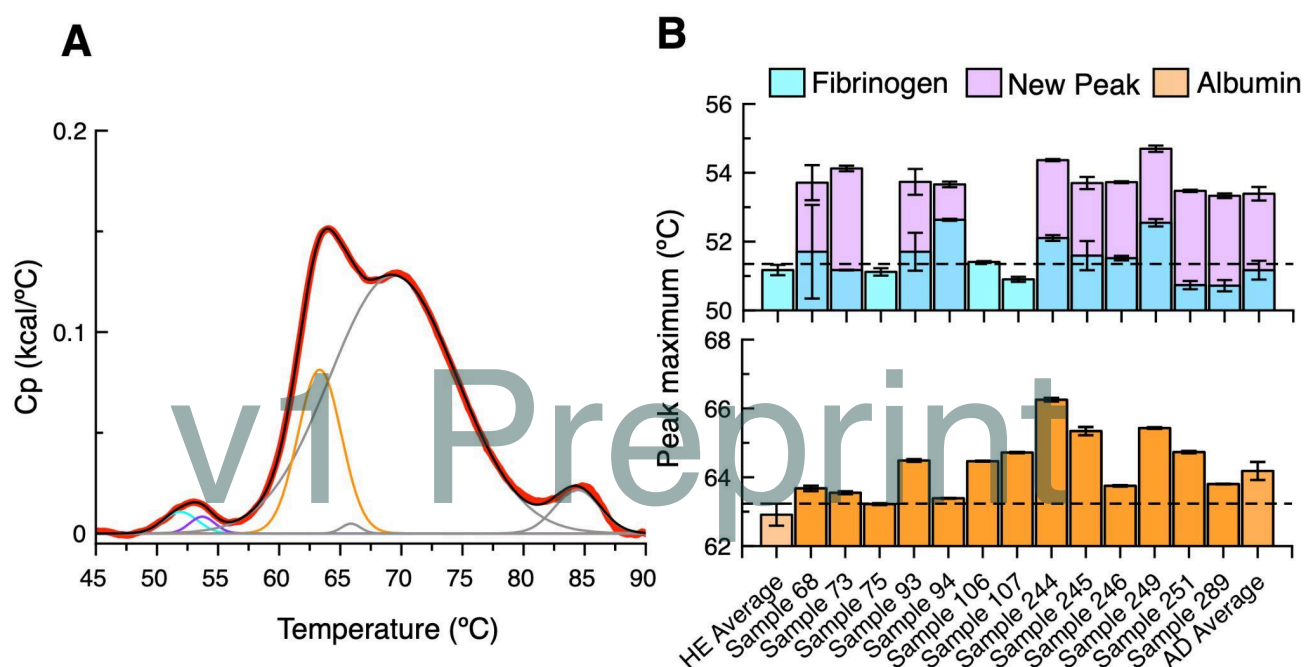 A
0.2
0.1
0
Cp (kcal/ºC)
45 50 55 60 65 70 75 80 85 90
Temperature (ºC)
B
Fibrinogen New Peak Albumin
56
54
52
50
68
66
64
62
Peak maximum (ºC)
HE Average
Sample 68
Sample 73
Sample 75
Sample 93
Sample 94
Sample 106
Sample 107
Sample 244
Sample 245
Sample 246
Sample 249
Sample 251
Sample 289
AD Average
v1 Preprint